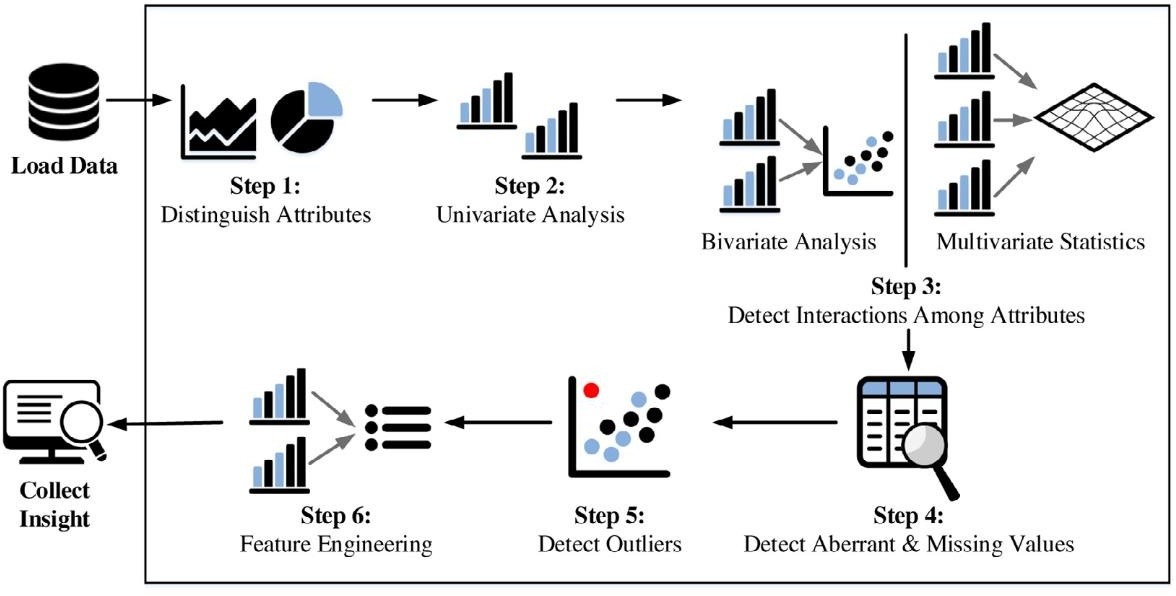 Load Data
Step 1:
Distinguish Attributes
Step 2:
Univariate Analysis
Bivariate Analysis
Multivariate Statistics
Step 3:
Detect Interactions Among Attributes
Step 4:
Detect Aberrant & Missing Values
Step 5:
Detect Outliers
Step 6:
Feature Engineering
Collect
Insight